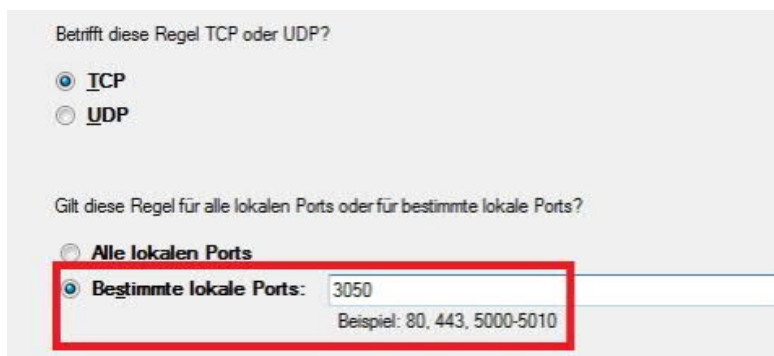 Betrifft diese Regel TCP oder UDP?
TCP
UDP
Gilt diese Regel für alle lokalen Ports oder für bestimmte lokale Ports?
Alle lokalen Ports
Bestimmte lokale Ports: 3050
Beispiel: 80, 443, 5000-5010